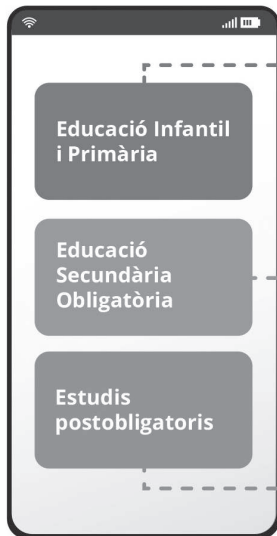 Educació Infantil
i Primària
Educació
Secundària
Obligatòria
Estudis
postobligatoris